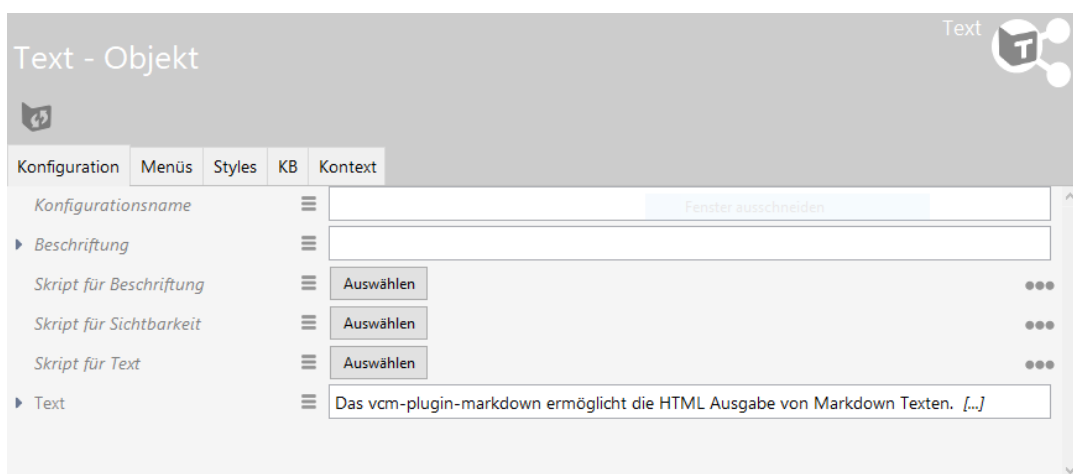 Text
Text - Objekt
Konfiguration Menüs Styles KB Kontext
Konfigurationsname
Fenster ausschneiden
Beschriftung
Skript für Beschriftung Auswählen
Skript für Sichtbarkeit Auswählen
Skript für Text Auswählen
Text Das vcm-plugin-markdown ermöglicht die HTML Ausgabe von Markdown Texten. [...]